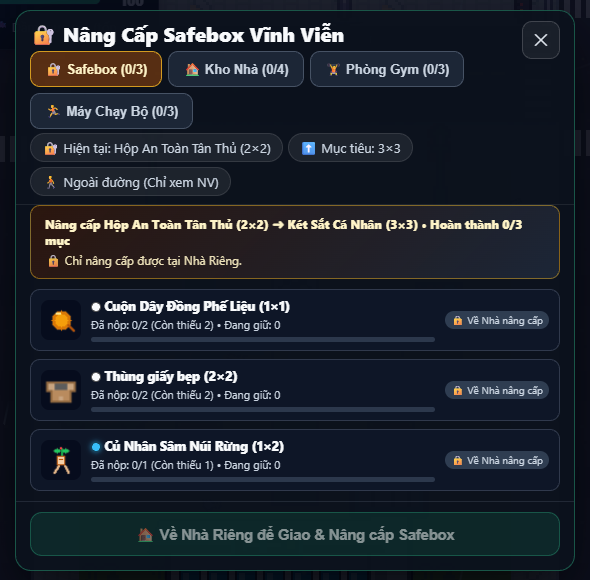 Nâng Cấp Safebox Vĩnh Viễn
Safebox (0/3)
Kho Nhà (0/4)
Phòng Gym (0/3)
Máy Chạy Bộ (0/3)
Hiện tại: Hộp An Toàn Tân Thủ (2×2)
Mục tiêu: 3×3
Ngoài đường (Chỉ xem NV)
Nâng cấp Hộp An Toàn Tân Thủ (2×2) → Két Sắt Cá Nhân (3×3) • Hoàn thành 0/3
mục
Chỉ nâng cấp được tại Nhà Riêng.
Cuộn Dây Đồng Phế Liệu (1×1)
Đã nộp: 0/2 (Còn thiếu 2) • Đang giữ: 0
Về Nhà nâng cấp
Thùng giấy bẹp (2×2)
Đã nộp: 0/2 (Còn thiếu 2) • Đang giữ: 0
Về Nhà nâng cấp
Củ Nhân Sâm Núi Rừng (1×2)
Đã nộp: 0/1 (Còn thiếu 1) • Đang giữ: 0
Về Nhà nâng cấp
Về Nhà Riêng để Giao & Nâng cấp Safebox